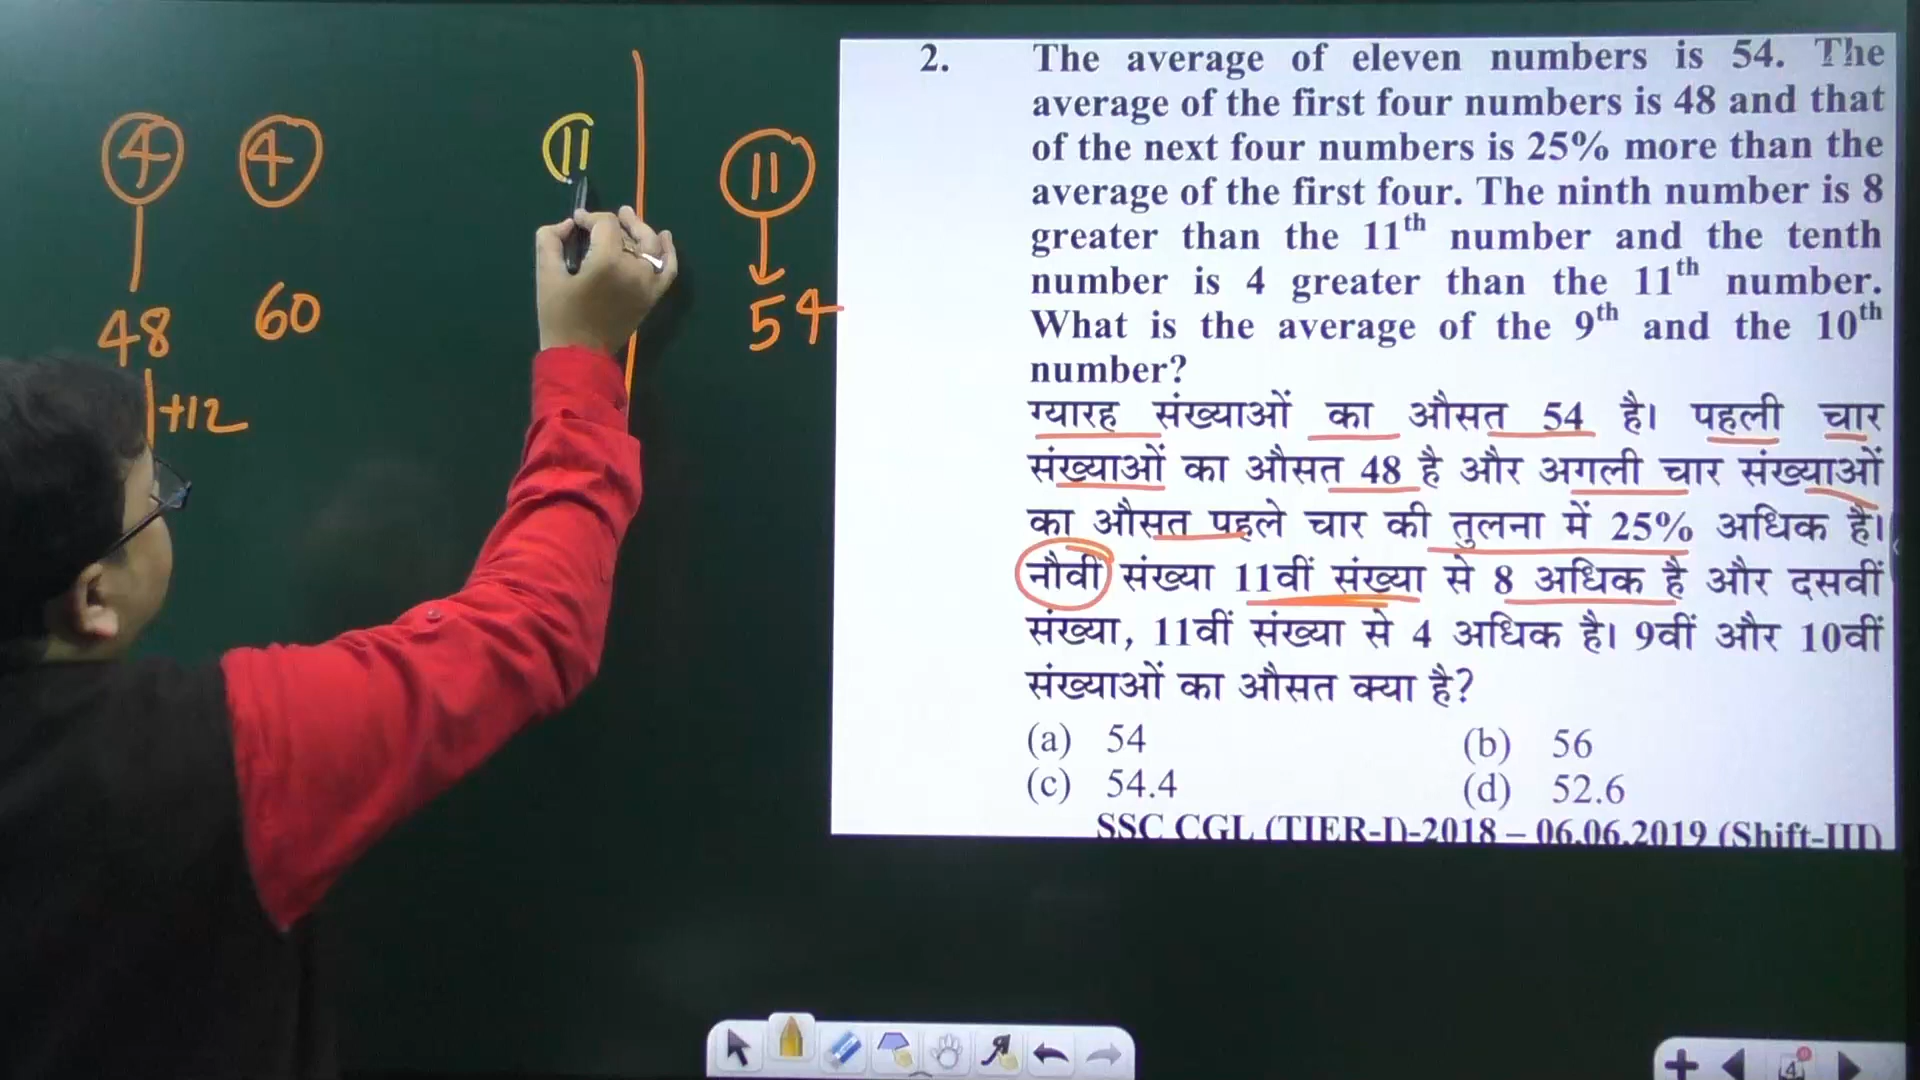 4 4 11 11
48 60 54
+12
2. The average of eleven numbers is 54. The
average of the first four numbers is 48 and that
of the next four numbers is 25% more than the
average of the first four. The ninth number is 8
greater than the 11th number and the tenth
number is 4 greater than the 11th number.
What is the average of the 9th and the 10th
number?
ग्यारह संख्याओं का औसत 54 है। पहली चार
संख्याओं का औसत 48 है और अगली चार संख्याओं
का औसत पहले चार की तुलना में 25% अधिक है।
नौवीं संख्या 11वीं संख्या से 8 अधिक है और दसवीं
संख्या, 11वीं संख्या से 4 अधिक है। 9वीं और 10वीं
संख्याओं का औसत क्या है?
(a) 54 (b) 56
(c) 54.4 (d) 52.6
SSC CGL (TIER-I)-2018 – 06.06.2019 (Shift-III)
4